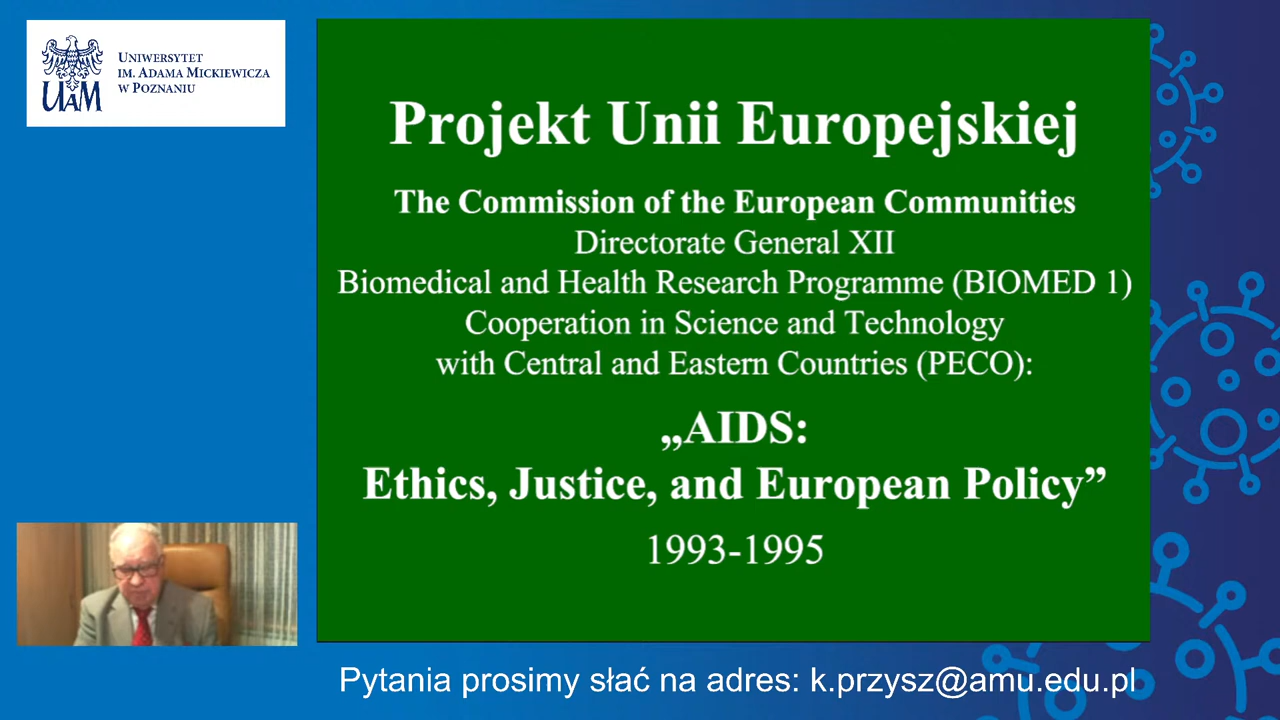 UNIWERSYTET
IM. ADAMA MICKIEWICZA
W POZNANIU
UAM
Projekt Unii Europejskiej
The Commission of the European Communities
Directorate General XII
Biomedical and Health Research Programme (BIOMED 1)
Cooperation in Science and Technology
with Central and Eastern Countries (PECO):
„AIDS:
Ethics, Justice, and European Policy”
1993-1995
Pytania prosimy słać na adres: k.przysz@amu.edu.pl